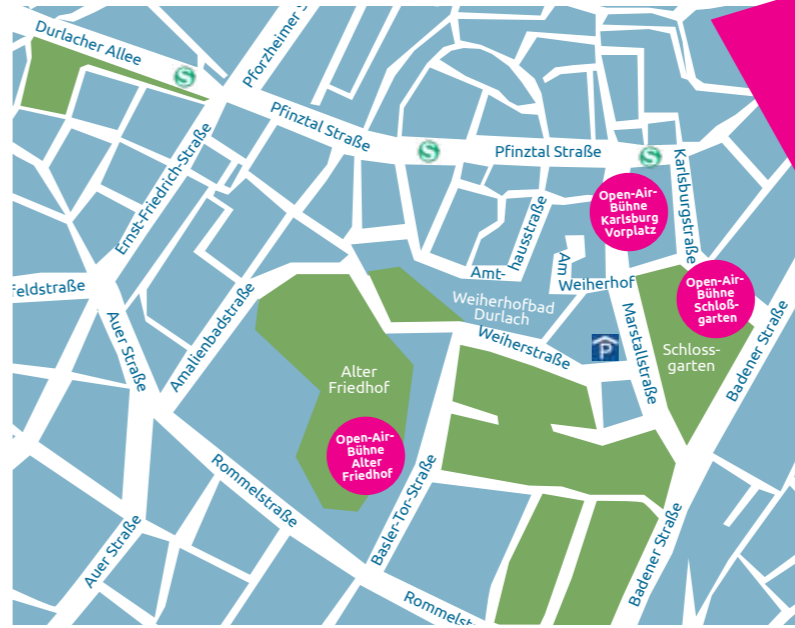 Durlacher Allee
Pforzheimer S
S
Pfinztal Straße
S
Pfinztal Straße
S
Karlsburgstraße
Ernst-Friedrich-Straße
Open-Air-
Bühne
Karlsburg
Vorplatz
Amt-
hausstraße
Am
Weiherhof
feldstraße
Auer Straße
Amalienbadstraße
Weiherhofbad
Durlach
Weiherstraße
P
Marstallstraße
Open-Air-
Bühne
Schloß-
garten
Schloss-
garten
Badener Straße
Alter
Friedhof
Open-Air-
Bühne
Alter
Friedhof
Basler-Tor-Straße
Rommelstraße
Auer Straße
Badener Straße
Rommelst